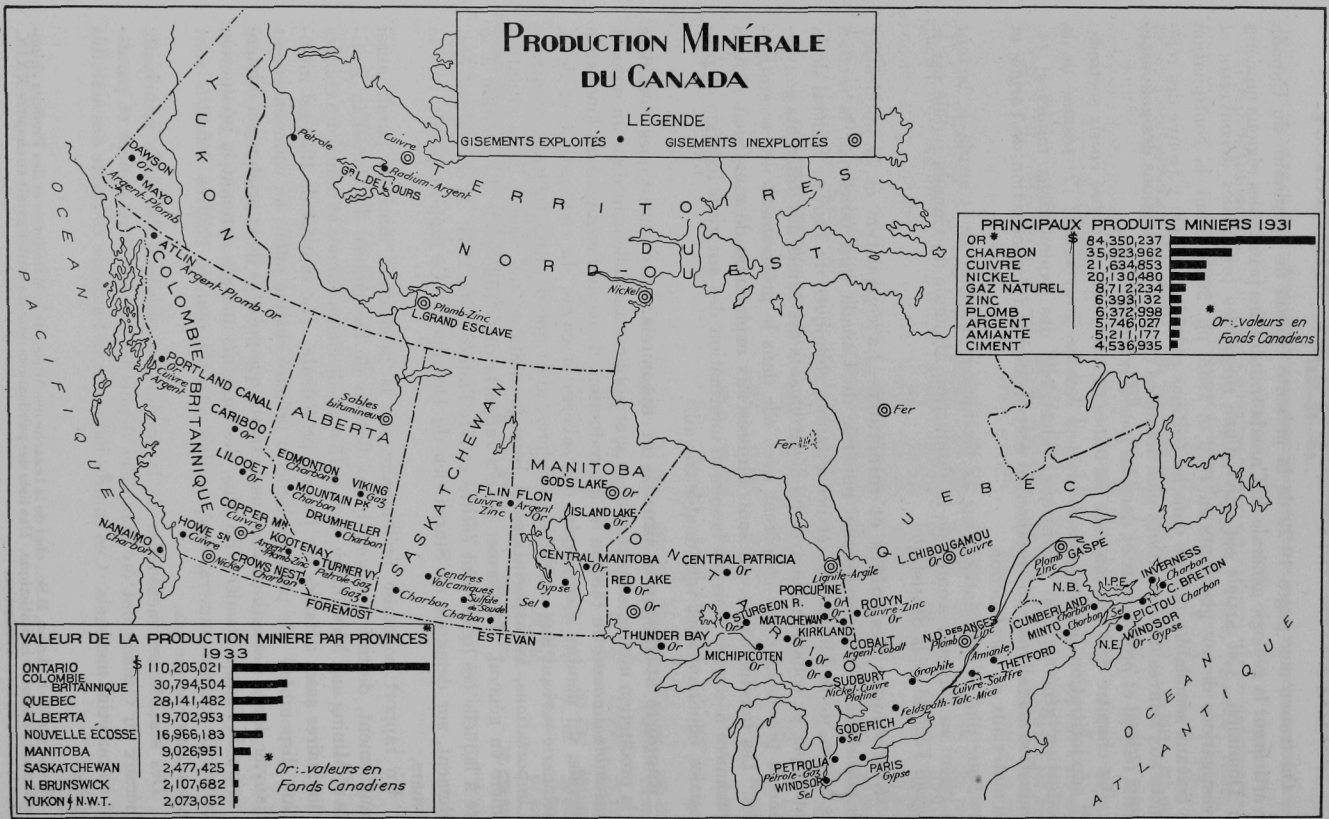 PRODUCTION MINÉRALE
DU CANADA
LÉGENDE
GISEMENTS EXPLOITÉS
GISEMENTS INEXPLOITÉS
YUKON
TERRITOIRES
DU
NORD-OUEST
OCEAN
PACIFIQUE
DAWSON
Or
MAYO
Argent-Plomb
Pétrole
Cuivre
Radium-Argent
GR L. DE L'OURS
ATLIN
Argent-Plomb-Or
Plomb-Zinc
L. GRAND ESCLAVE
Nickel
PRINCIPAUX PRODUITS MINIERS 1931
OR * $ 84,350,237
CHARBON 35,923,962
CUIVRE 21,634,853
NICKEL 20,130,480
GAZ NATUREL 8,712,234
ZINC 6,393,132
PLOMB 6,372,998
ARGENT 5,746,027
AMIANTE 5,211,177
CIMENT 4,536,935
* Or:-valeurs en
Fonds Canadiens
COLOMBIE BRITANNIQUE
PORTLAND CANAL
Or
Cuivre
Argent
CARIBOO
Or
LILOOET
Or
COPPER MN.
Cuivre
HOWE SN
Cuivre
NANAIMO
Charbon
Nickel
KOOTENAY
Argent
Plomb-Zinc
CROWS NEST
Charbon
ALBERTA
Sables
bitumineux
EDMONTON
Charbon
VIKING
Gaz
MOUNTAIN PK
Charbon
DRUMHELLER
Charbon
TURNER VY.
Pétrole-Gaz
Gaz
FOREMOST
SASKATCHEWAN
Cendres
Volcaniques
Charbon
Sulfate
de Soude
Charbon
ESTEVAN
MANITOBA
GODS LAKE
Or
FLIN FLON
Cuivre Argent
Zinc Or
ISLAND LAKE
Or
CENTRAL MANITOBA
Or
Gypse
Sel
ONTARIO
RED LAKE
Or
Or
CENTRAL PATRICIA
Or
THUNDER BAY
Or
STURGEON R.
Or
MICHIPICOTEN
Or
Lignite-Argile
PORCUPINE
Or
MATACHEWAN
Or
KIRKLAND
Or
COBALT
Argent-Cobalt
Or
SUDBURY
Nickel-Cuivre
Platine
GODERICH
Sel
PETROLIA
Pétrole-Gaz
WINDSOR
Sel
PARIS
Gypse
QUEBEC
Fer
Fer
L. CHIBOUGAMOU
Or Cuivre
ROUYN
Cuivre-Zinc
Or
N.D. DES ANGES
Plomb Zinc
Graphite
Amiante
THETFORD
Cuivre-Souffre
Feldspath-Talc-Mica
Plomb
Zinc
GASPÉ
N.B.
I.P.E.
INVERNESS
Charbon
C. BRETON
Charbon
CUMBERLAND
Charbon
Sel
PICTOU
Charbon
MINTO
Charbon
N.E.
WINDSOR
Or-Gypse
OCEAN
ATLANTIQUE
VALEUR DE LA PRODUCTION MINIÈRE PAR PROVINCES *
1933
ONTARIO $ 110,205,021
COLOMBIE
BRITANNIQUE 30,794,504
QUEBEC 28,141,482
ALBERTA 19,702,953
NOUVELLE ÉCOSSE 16,966,183
MANITOBA 9,026,951
SASKATCHEWAN 2,477,425
N. BRUNSWICK 2,107,682
YUKON & N.W.T. 2,073,052
* Or:-valeurs en
Fonds Canadiens